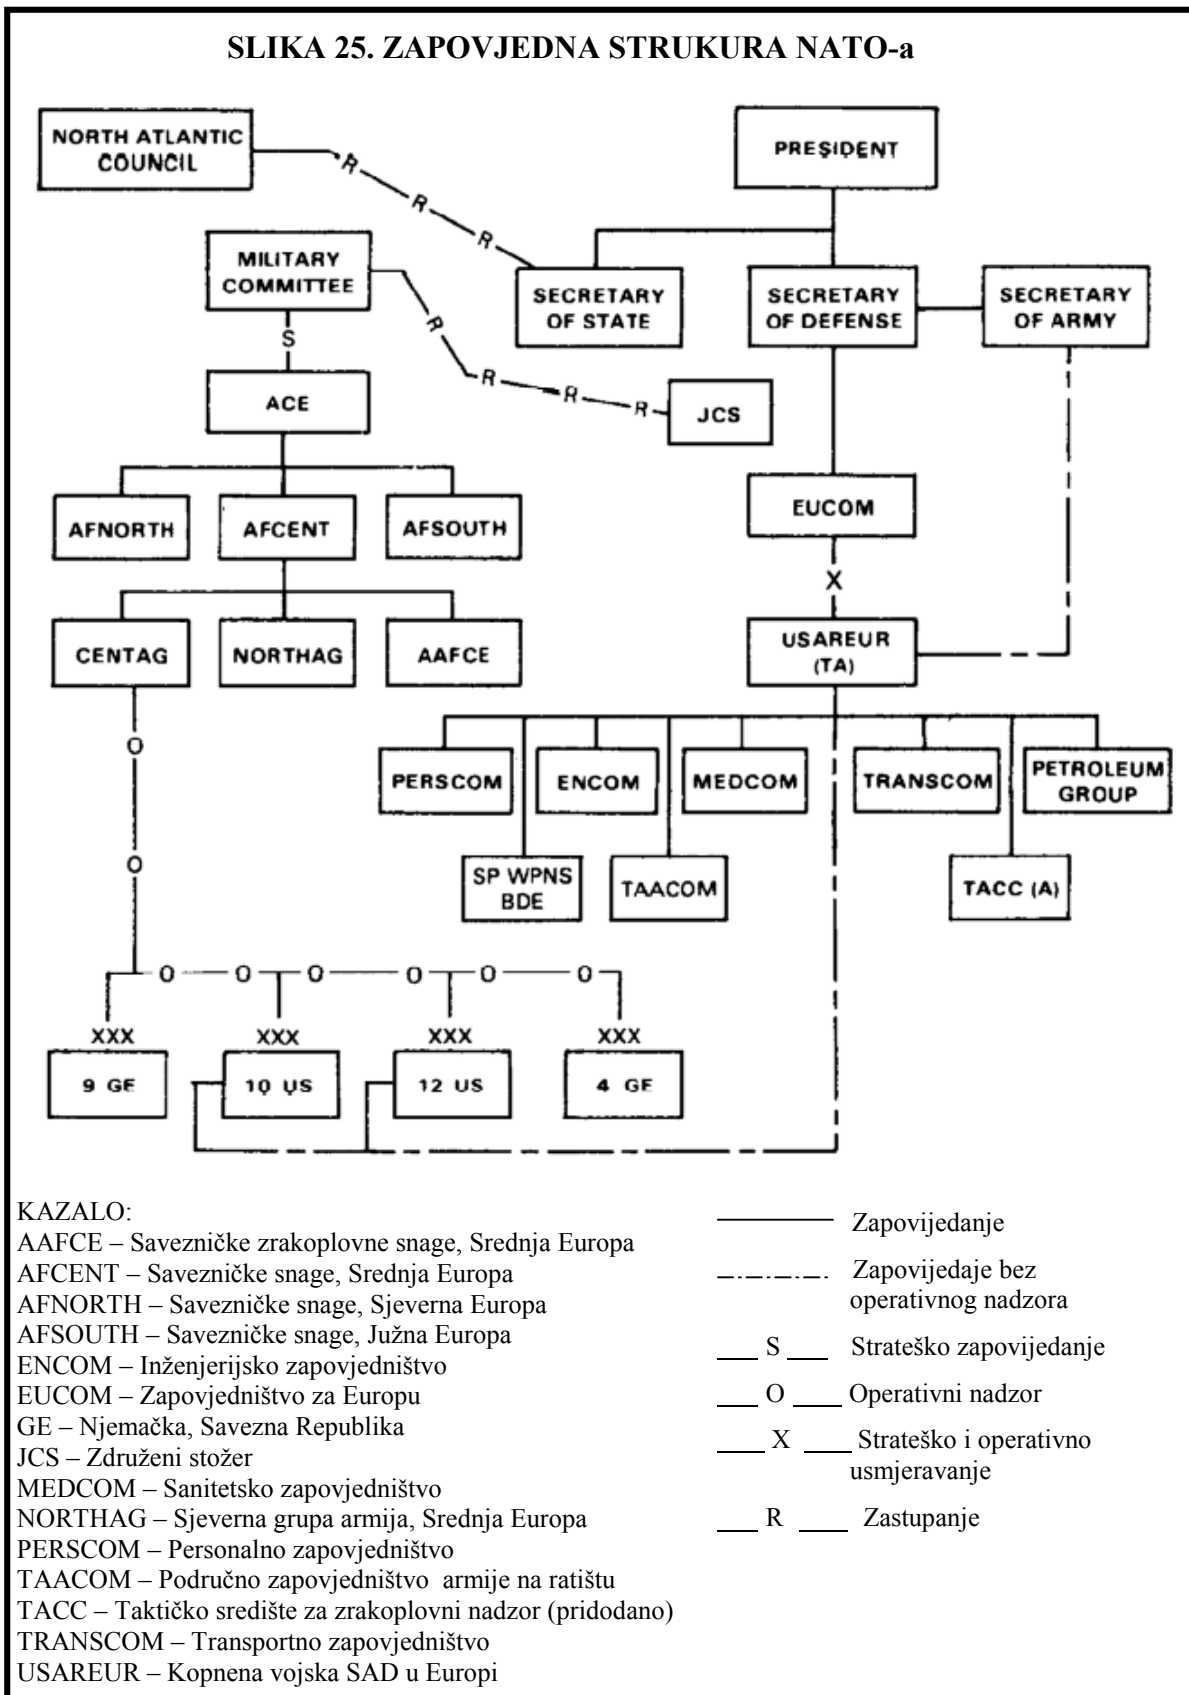 SLIKA 25. ZAPOVJEDNA STRUKURA NATO-a
NORTH ATLANTIC
COUNCIL
PRESIDENT
R
R
R
MILITARY
COMMITTEE
SECRETARY
OF STATE
SECRETARY
OF DEFENSE
SECRETARY
OF ARMY
S
R
R
R
R
ACE
JCS
AFNORTH
AFCENT
AFSOUTH
EUCOM
X
CENTAG
NORTHAG
AAFCE
USAREUR
(TA)
O
PERSCOM
ENCOM
MEDCOM
TRANSCOM
PETROLEUM
GROUP
O
SP WPNS
BDE
TAACOM
TACC (A)
O O O O O O
XXX XXX XXX XXX
9 GE
10 US
12 US
4 GE
KAZALO:
AAFCE – Savezničke zrakoplovne snage, Srednja Europa
AFCENT – Savezničke snage, Srednja Europa
AFNORTH – Savezničke snage, Sjeverna Europa
AFSOUTH – Savezničke snage, Južna Europa
ENCOM – Inženjerijsko zapovjedništvo
EUCOM – Zapovjedništvo za Europu
GE – Njemačka, Savezna Republika
JCS – Združeni stožer
MEDCOM – Sanitetsko zapovjedništvo
NORTHAG – Sjeverna grupa armija, Srednja Europa
PERSCOM – Personalno zapovjedništvo
TAACOM – Područno zapovjedništvo armije na ratištu
TACC – Taktičko središte za zrakoplovni nadzor (pridodano)
TRANSCOM – Transportno zapovjedništvo
USAREUR – Kopnena vojska SAD u Europi
Zapovijedanje
Zapovijedaje bez
operativnog nadzora
S Strateško zapovijedanje
O Operativni nadzor
X Strateško i operativno
usmjeravanje
R Zastupanje